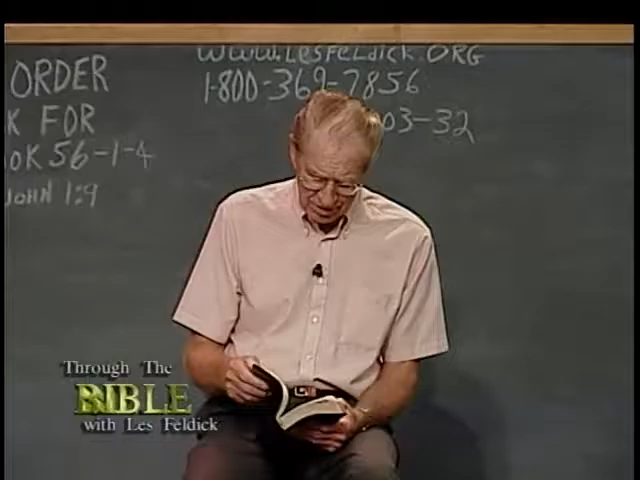 WWW.LESFELDICK.ORG
ORDER
1-800-369-7856
K FOR
03-32
OOK 56-1-4
JOHN 1:9
Through The
BIBLE
with Les Feldick